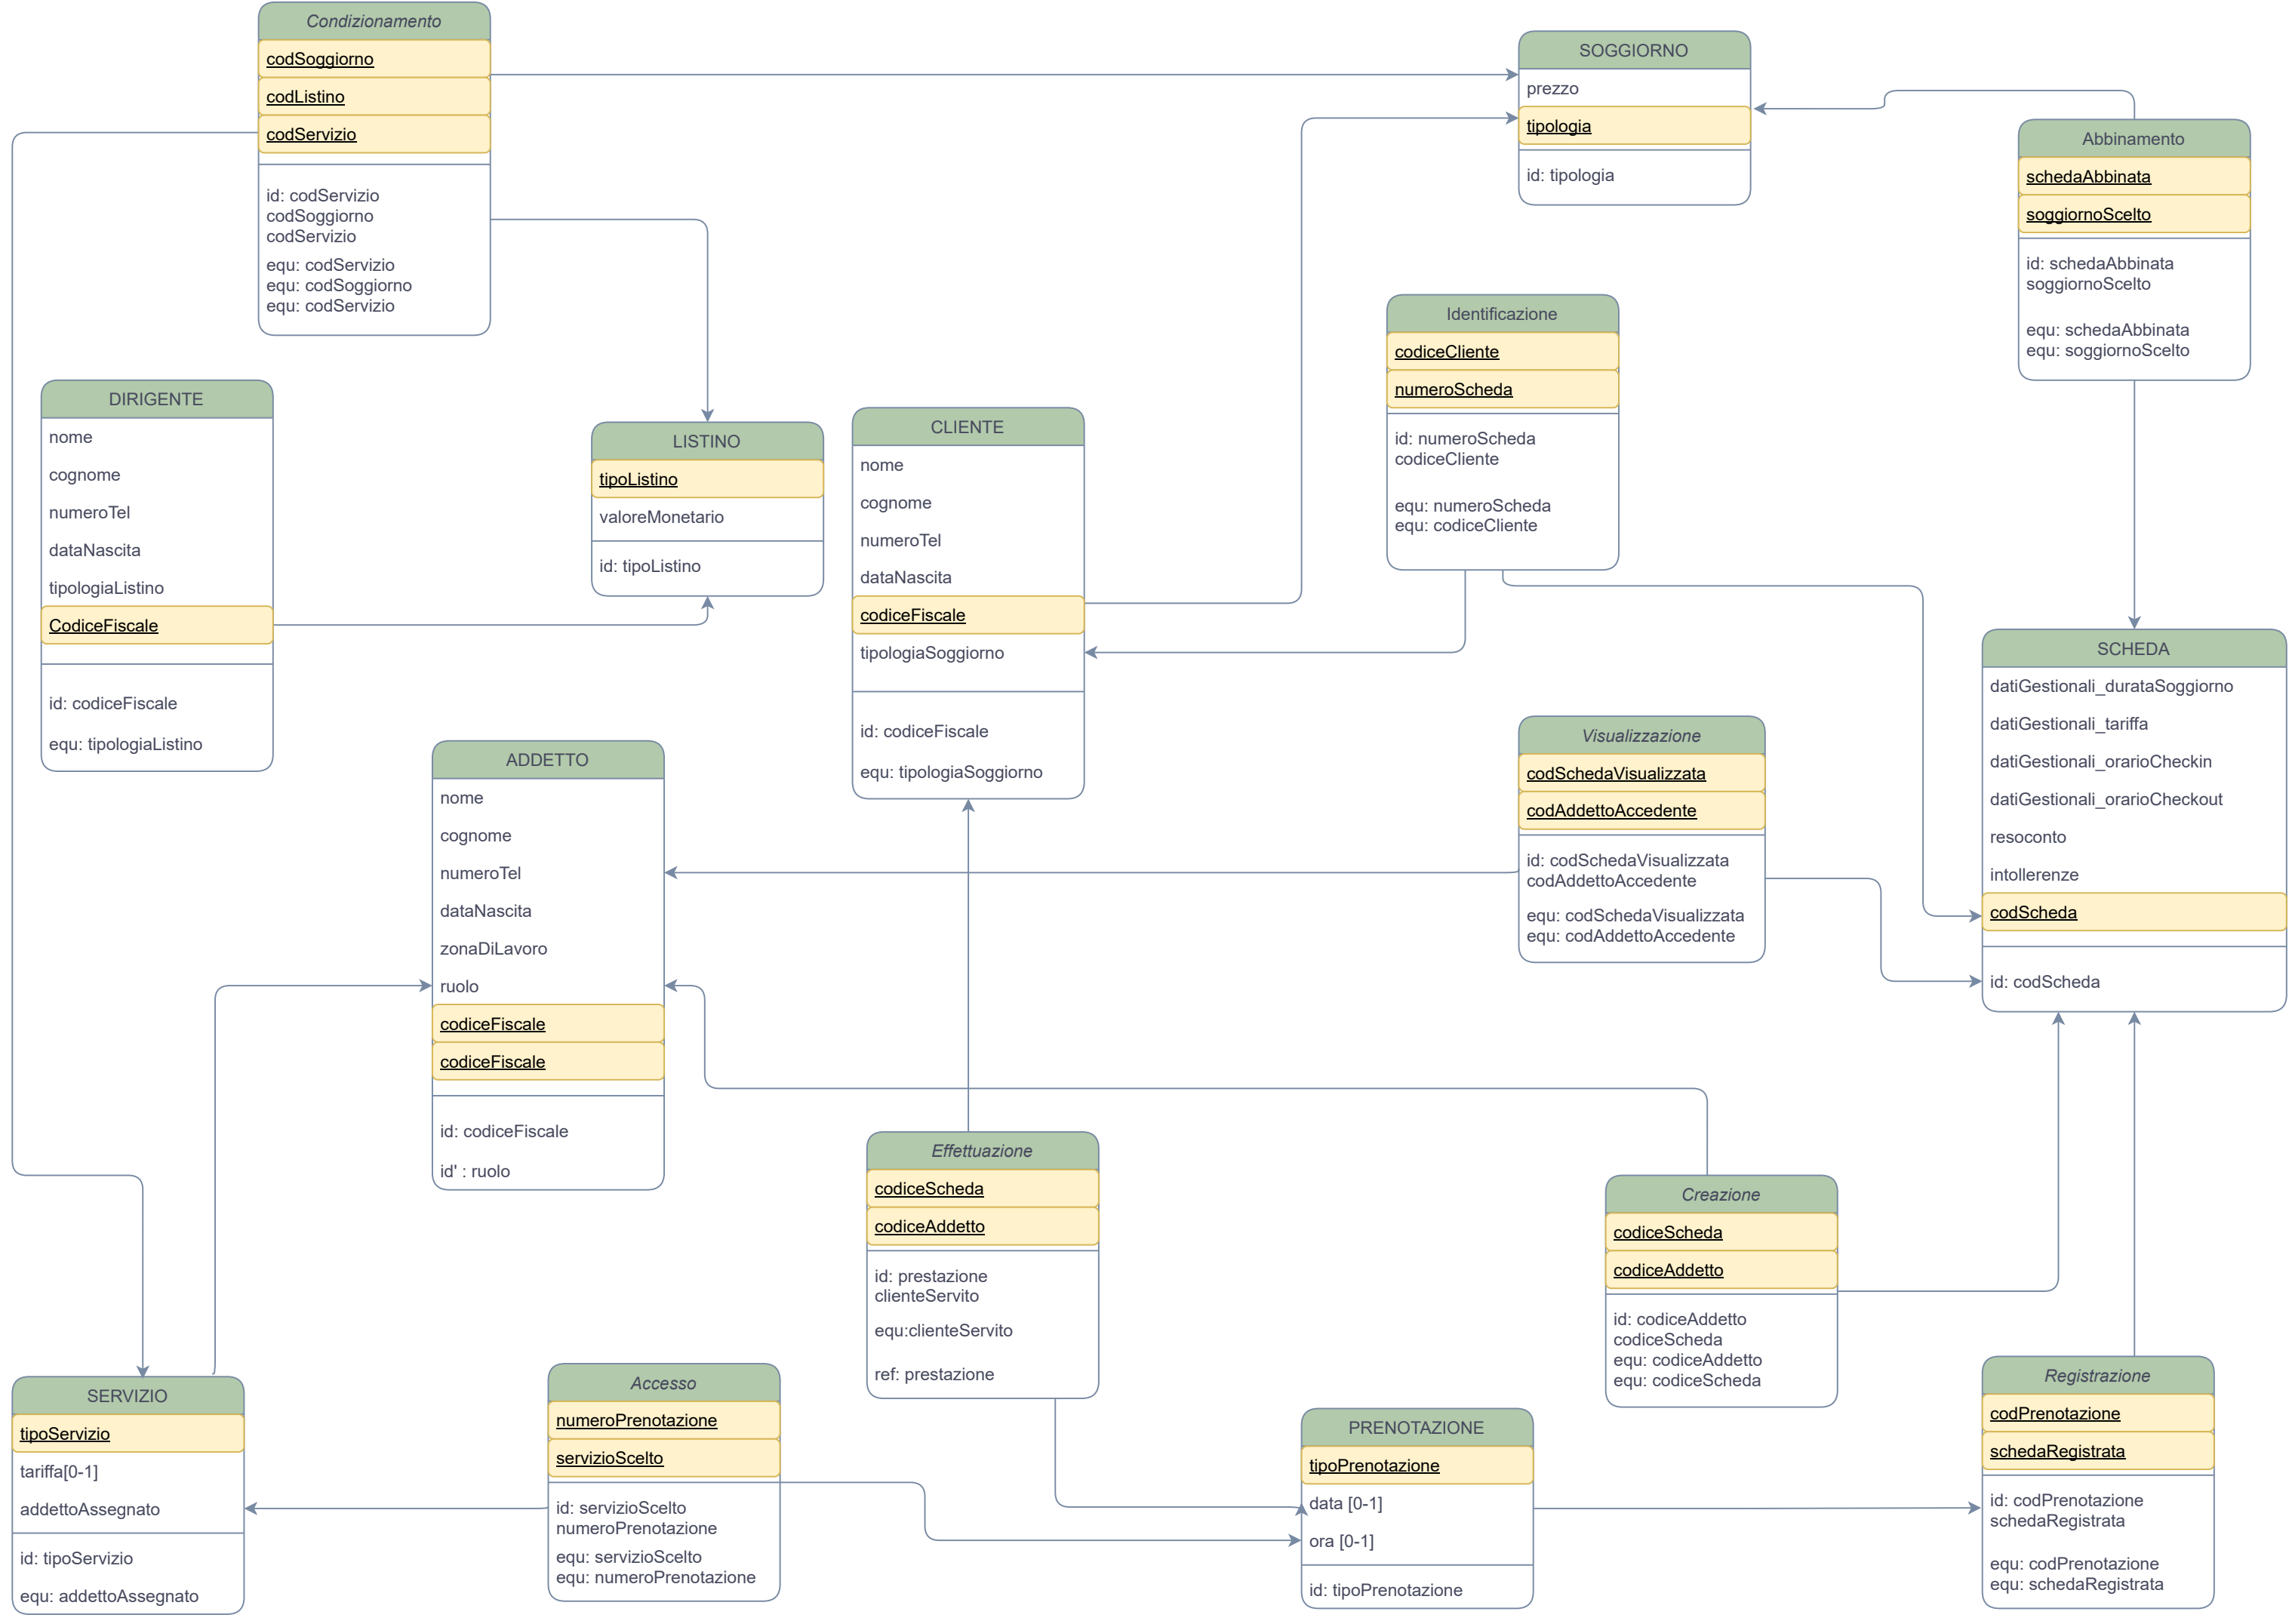 Condizionamento
codSoggiorno
codListino
codServizio
id: codServizio
codSoggiorno
codServizio
equ: codServizio
equ: codSoggiorno
equ: codServizio
SOGGIORNO
prezzo
tipologia
id: tipologia
Abbinamento
schedaAbbinata
soggiornoScelto
id: schedaAbbinata
soggiornoScelto
equ: schedaAbbinata
equ: soggiornoScelto
Identificazione
codiceCliente
numeroScheda
id: numeroScheda
codiceCliente
equ: numeroScheda
equ: codiceCliente
DIRIGENTE
nome
cognome
numeroTel
dataNascita
tipologiaListino
CodiceFiscale
id: codiceFiscale
equ: tipologiaListino
LISTINO
tipoListino
valoreMonetario
id: tipoListino
CLIENTE
nome
cognome
numeroTel
dataNascita
codiceFiscale
tipologiaSoggiorno
id: codiceFiscale
equ: tipologiaSoggiorno
SCHEDA
datiGestionali_durataSoggiorno
datiGestionali_tariffa
datiGestionali_orarioCheckin
datiGestionali_orarioCheckout
resoconto
intollerenze
codScheda
id: codScheda
ADDETTO
nome
cognome
numeroTel
dataNascita
zonaDiLavoro
ruolo
codiceFiscale
codiceFiscale
id: codiceFiscale
id' : ruolo
Visualizzazione
codSchedaVisualizzata
codAddettoAccedente
id: codSchedaVisualizzata
codAddettoAccedente
equ: codSchedaVisualizzata
equ: codAddettoAccedente
Effettuazione
codiceScheda
codiceAddetto
id: prestazione
clienteServito
equ:clienteServito
ref: prestazione
Creazione
codiceScheda
codiceAddetto
id: codiceAddetto
codiceScheda
equ: codiceAddetto
equ: codiceScheda
SERVIZIO
tipoServizio
tariffa[0-1]
addettoAssegnato
id: tipoServizio
equ: addettoAssegnato
Accesso
numeroPrenotazione
servizioScelto
id: servizioScelto
numeroPrenotazione
equ: servizioScelto
equ: numeroPrenotazione
PRENOTAZIONE
tipoPrenotazione
data [0-1]
ora [0-1]
id: tipoPrenotazione
Registrazione
codPrenotazione
schedaRegistrata
id: codPrenotazione
schedaRegistrata
equ: codPrenotazione
equ: schedaRegistrata